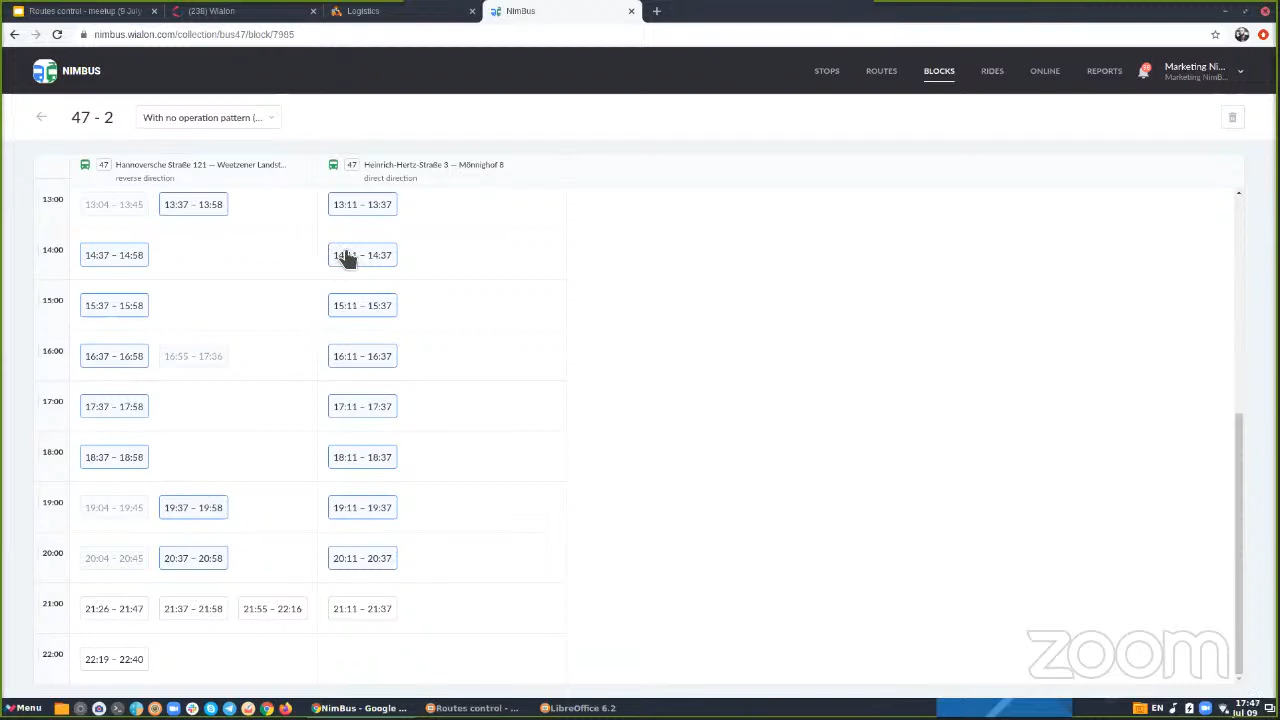 Routes control - meetup (9 July
(238) Wialon
Logistics
NimBus
nimbus.wialon.com/collection/bus47/block/7985
NIMBUS
STOPS
ROUTES
BLOCKS
RIDES
ONLINE
REPORTS
Marketing Ni...
Marketing NimB...
47 - 2
With no operation pattern (...
47
Hannoversche Straße 121 — Weetzener Landst...
reverse direction
47
Heinrich-Hertz-Straße 3 — Mönnighof 8
direct direction
13:00
13:04 – 13:45
13:37 – 13:58
13:11 – 13:37
14:00
14:37 – 14:58
– 14:37
15:00
15:37 – 15:58
15:11 – 15:37
16:00
16:37 – 16:58
16:55 – 17:36
16:11 – 16:37
17:00
17:37 – 17:58
17:11 – 17:37
18:00
18:37 – 18:58
18:11 – 18:37
19:00
19:04 – 19:45
19:37 – 19:58
19:11 – 19:37
20:00
20:04 – 20:45
20:37 – 20:58
20:11 – 20:37
21:00
21:26 – 21:47
21:37 – 21:58
21:55 – 22:16
21:11 – 21:37
22:00
22:19 – 22:40
zoom
Menu
NimBus - Google ...
Routes control - ...
LibreOffice 6.2
EN
17:47
Jul 09